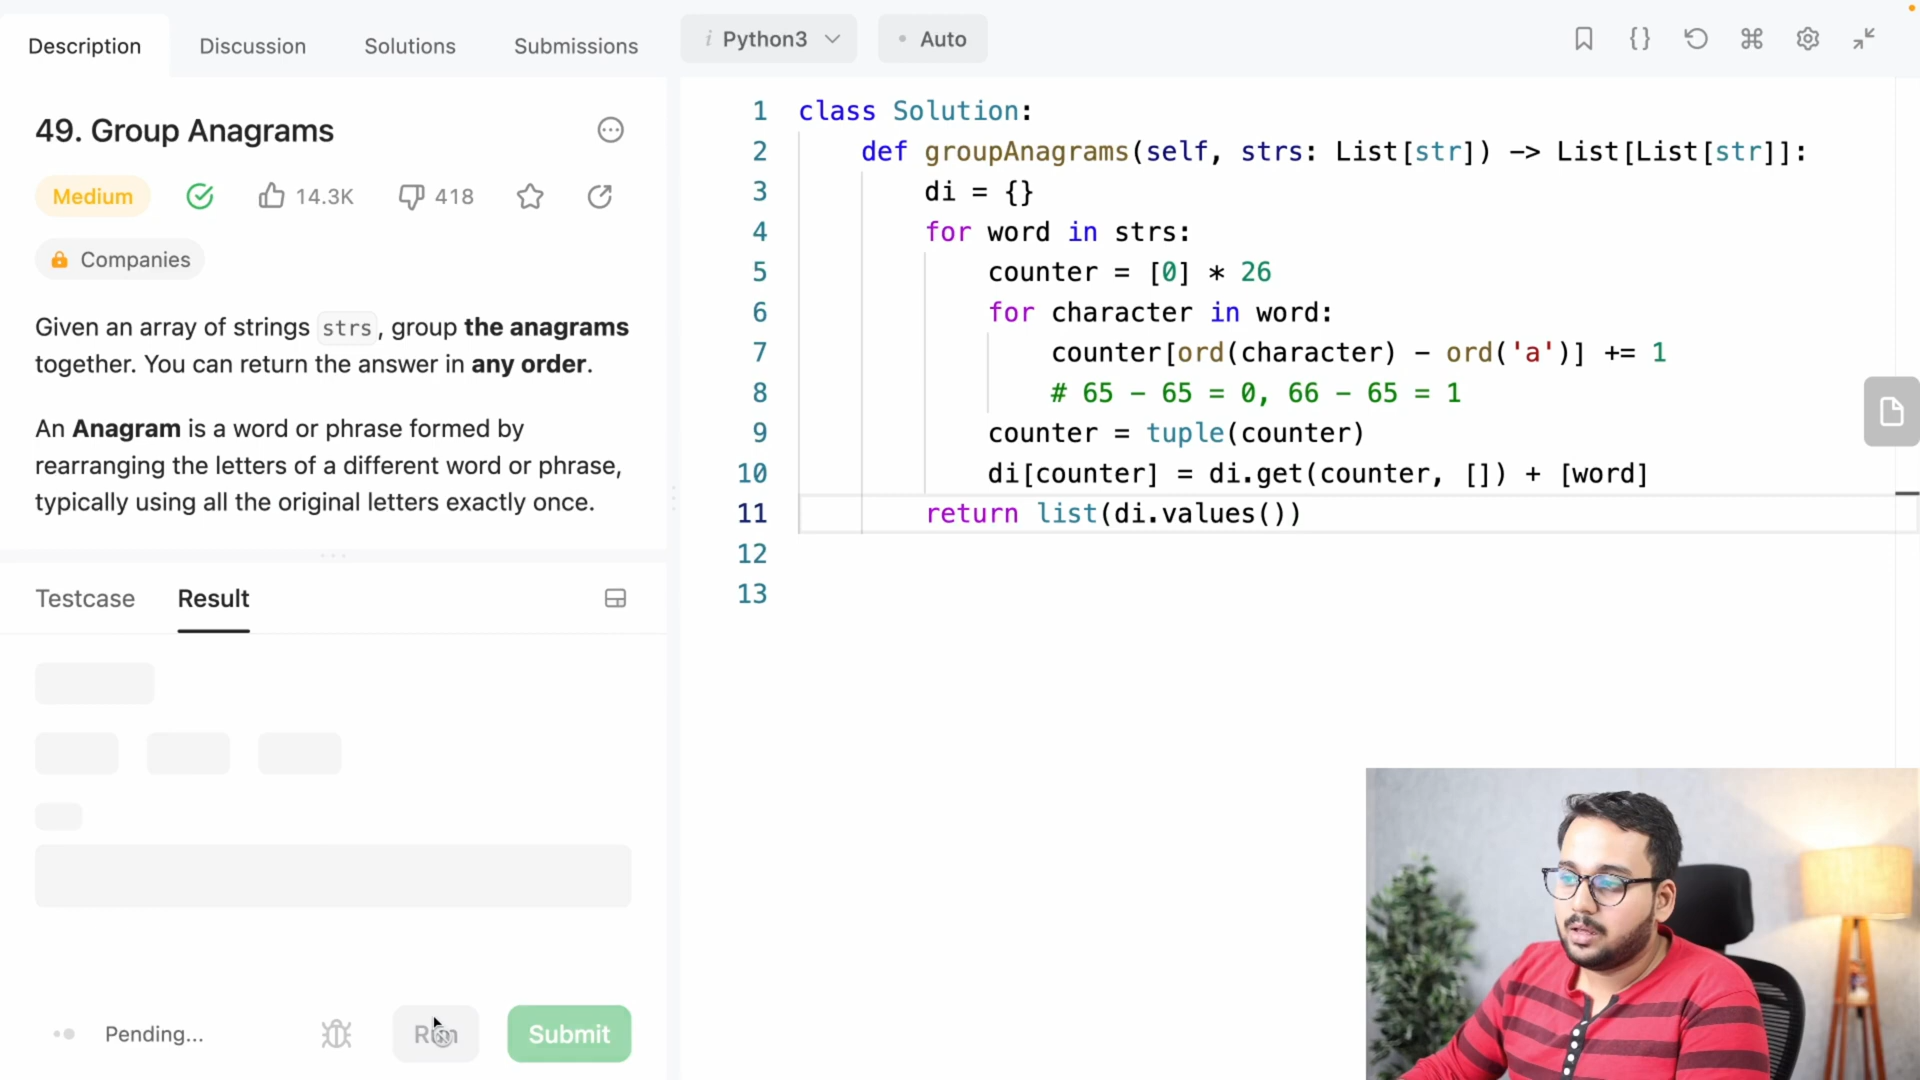 Description Discussion Solutions Submissions
Python3 Auto
49. Group Anagrams
Medium 14.3K 418
Companies
Given an array of strings strs, group the anagrams
together. You can return the answer in any order.
An Anagram is a word or phrase formed by
rearranging the letters of a different word or phrase,
typically using all the original letters exactly once.
Testcase Result
Pending... Run Submit
1 class Solution:
2 def groupAnagrams(self, strs: List[str]) -> List[List[str]]:
3 di = {}
4 for word in strs:
5 counter = [0] * 26
6 for character in word:
7 counter[ord(character) - ord('a')] += 1
8 # 65 - 65 = 0, 66 - 65 = 1
9 counter = tuple(counter)
10 di[counter] = di.get(counter, []) + [word]
11 return list(di.values())
12
13